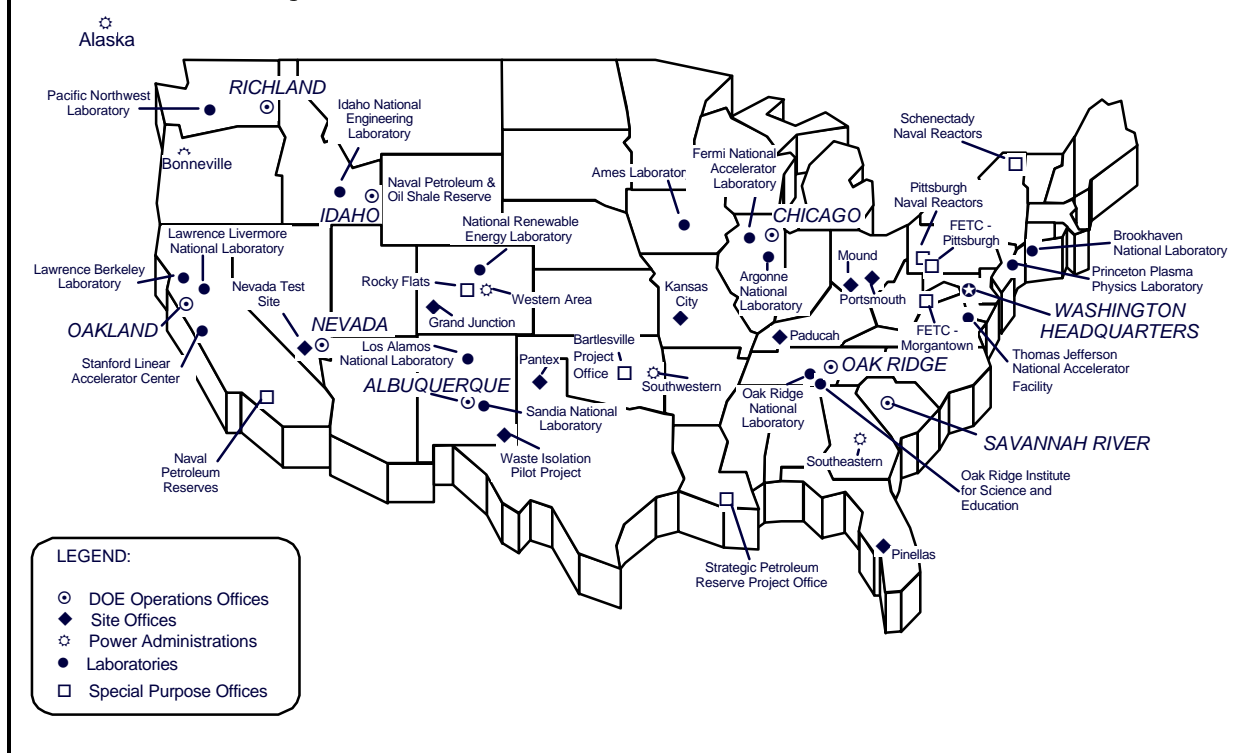 Alaska
RICHLAND
Pacific Northwest
Laboratory
Idaho National
Engineering
Laboratory
Bonneville
Naval Petroleum &
Oil Shale Reserve
IDAHO
Ames Laborator
Fermi National
Accelerator
Laboratory
CHICAGO
Schenectady
Naval Reactors
Pittsburgh
Naval Reactors
FETC -
Pittsburgh
Brookhaven
National Laboratory
Princeton Plasma
Physics Laboratory
WASHINGTON
HEADQUARTERS
Lawrence Livermore
National Laboratory
Lawrence Berkeley
Laboratory
Nevada Test
Site
OAKLAND
NEVADA
Stanford Linear
Accelerator Center
National Renewable
Energy Laboratory
Rocky Flats
Western Area
Grand Junction
Los Alamos
National Laboratory
ALBUQUERQUE
Sandia National
Laboratory
Waste Isolation
Pilot Project
Pantex
Bartlesville
Project
Office
Southwestern
Kansas
City
Argonne
National
Laboratory
Mound
Portsmouth
Paducah
FETC -
Morgantown
Thomas Jefferson
National Accelerator
Facility
OAK RIDGE
Oak Ridge
National
Laboratory
SAVANNAH RIVER
Southeastern
Oak Ridge Institute
for Science and
Education
Naval
Petroleum
Reserves
Strategic Petroleum
Reserve Project Office
Pinellas
LEGEND:
DOE Operations Offices
Site Offices
Power Administrations
Laboratories
Special Purpose Offices